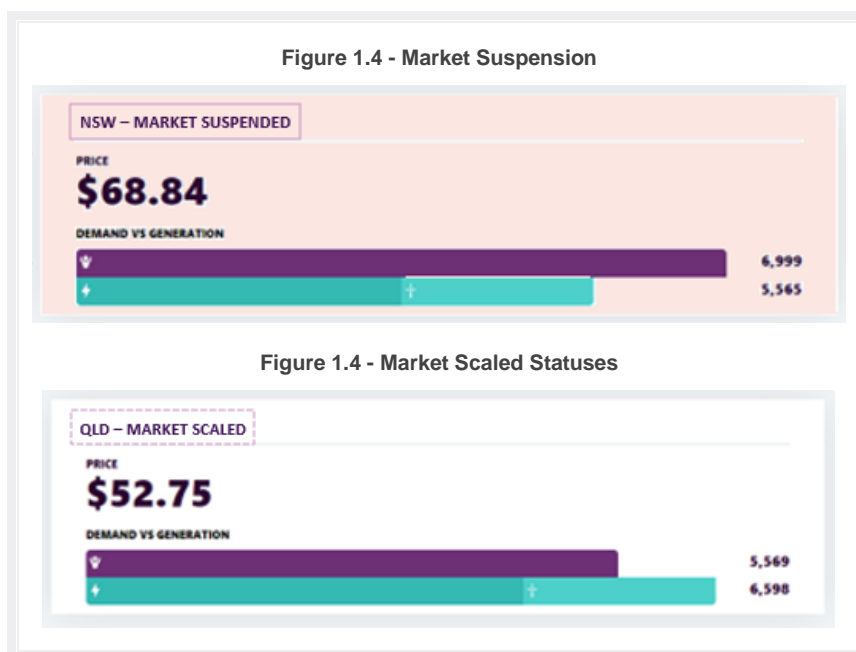 Figure 1.4 - Market Suspension
NSW – MARKET SUSPENDED
PRICE
$68.84
DEMAND VS GENERATION
6,999
5,565
Figure 1.4 - Market Scaled Statuses
QLD – MARKET SCALED
PRICE
$52.75
DEMAND VS GENERATION
5,569
6,598